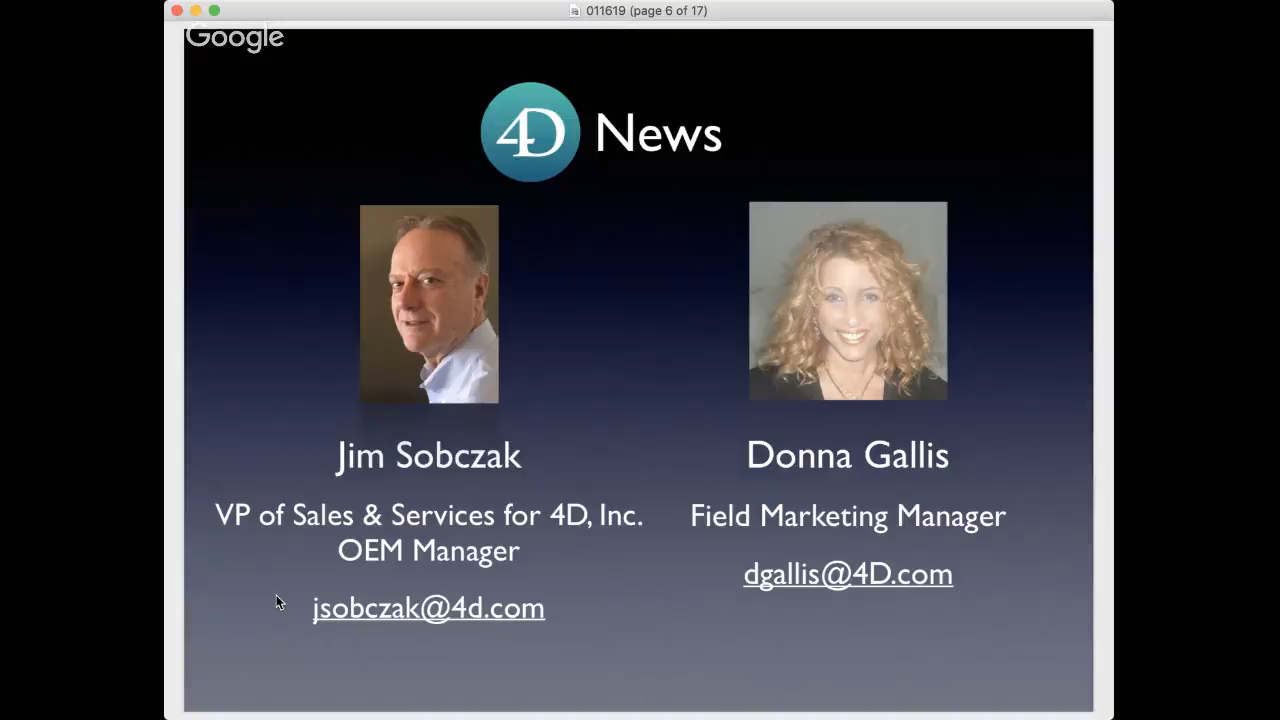 011619 (page 6 of 17)
Google
4D News
Jim Sobczak
VP of Sales & Services for 4D, Inc.
OEM Manager
jsobczak@4d.com
Donna Gallis
Field Marketing Manager
dgallis@4D.com